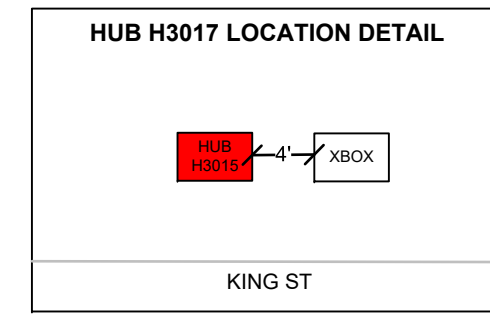 HUB H3017 LOCATION DETAIL
HUB
H3015
4'
XBOX
KING ST